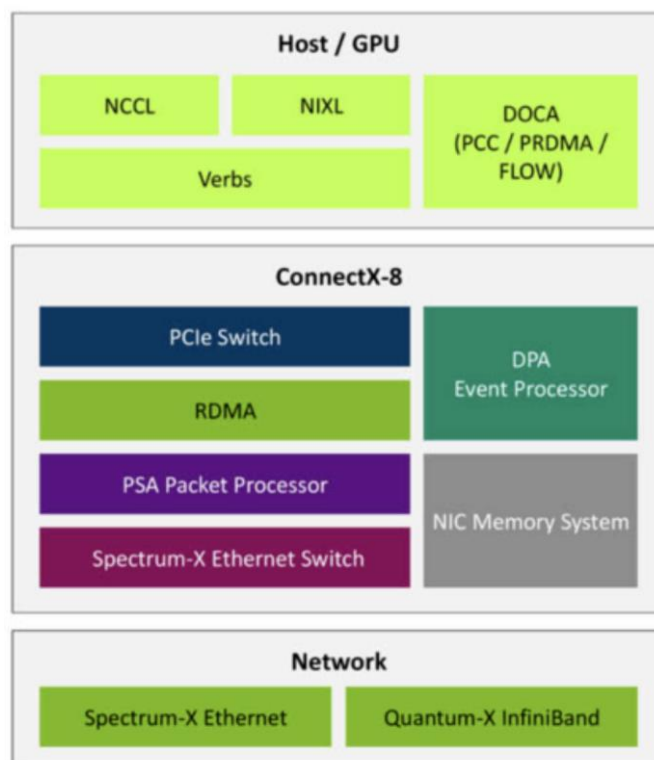 Host / GPU
NCCL
NIXL
DOCA
(PCC / PRDMA /
FLOW)
Verbs
ConnectX-8
PCIe Switch
DPA
Event Processor
RDMA
PSA Packet Processor
NIC Memory System
Spectrum-X Ethernet Switch
Network
Spectrum-X Ethernet
Quantum-X InfiniBand